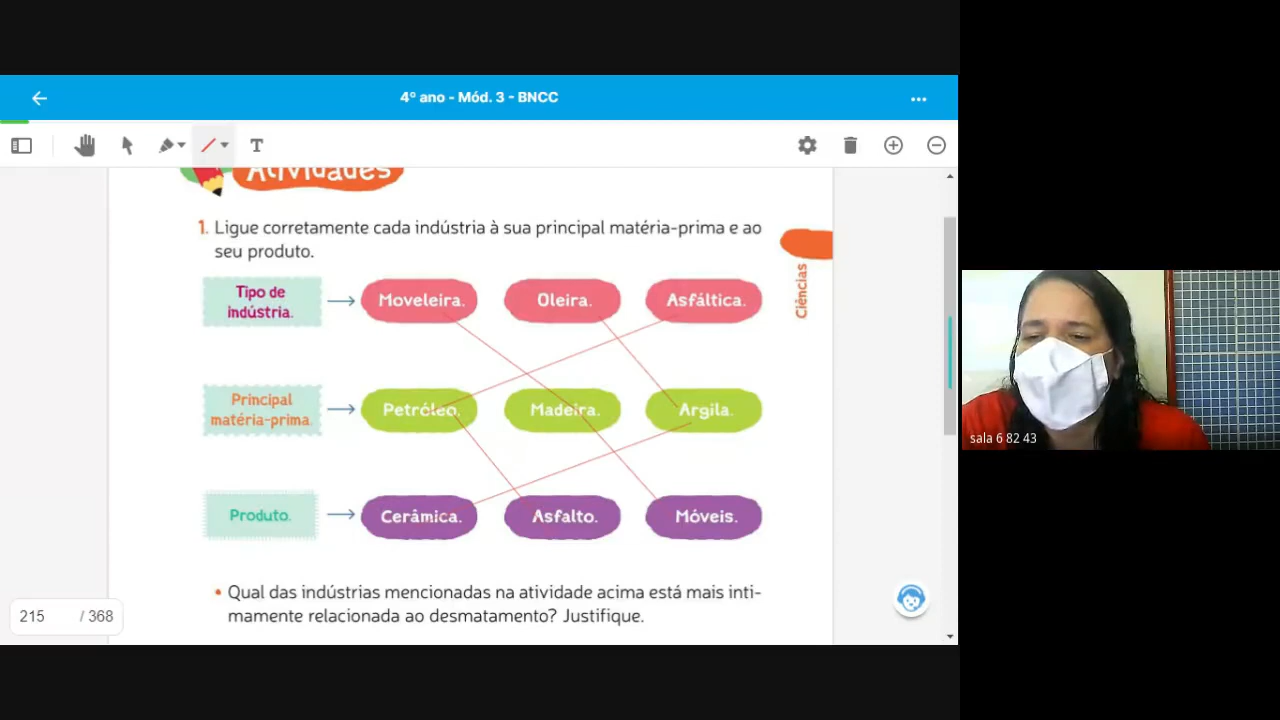 4º ano - Mód. 3 - BNCC
T
Atividades
1. Ligue corretamente cada indústria à sua principal matéria-prima e ao
seu produto.
Ciências
Tipo de
indústria.
Moveleira.
Oleira.
Asfáltica.
Principal
matéria-prima.
Petróleo.
Madeira.
Argila.
Produto.
Cerâmica.
Asfalto.
Móveis.
• Qual das indústrias mencionadas na atividade acima está mais inti-
mamente relacionada ao desmatamento? Justifique.
215 / 368
sala 6 82 43